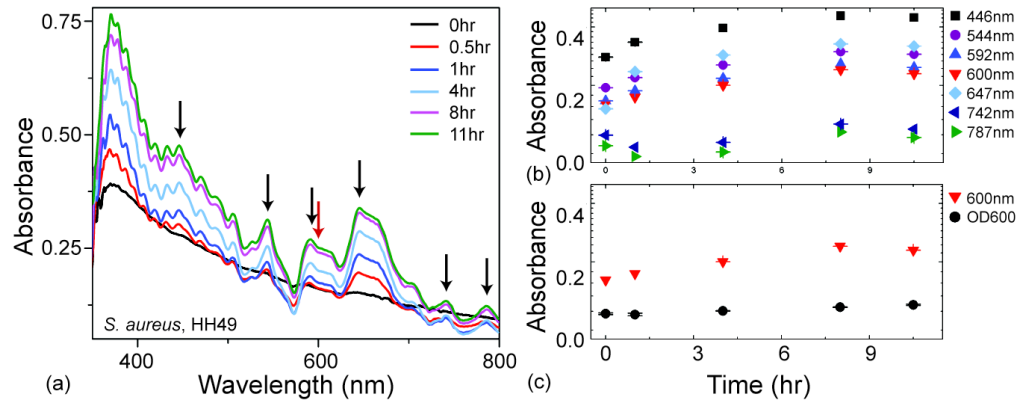 0.75
0.50
0.25
Absorbance
0hr
0.5hr
1hr
4hr
8hr
11hr
S. aureus, HH49
400
600
800
(a)
Wavelength (nm)
0.4
0.2
0.0
Absorbance
(b)
0
3
6
9
446nm
544nm
592nm
600nm
647nm
742nm
787nm
0.4
0.2
0.0
Absorbance
600nm
OD600
0
3
6
9
(c)
Time (hr)